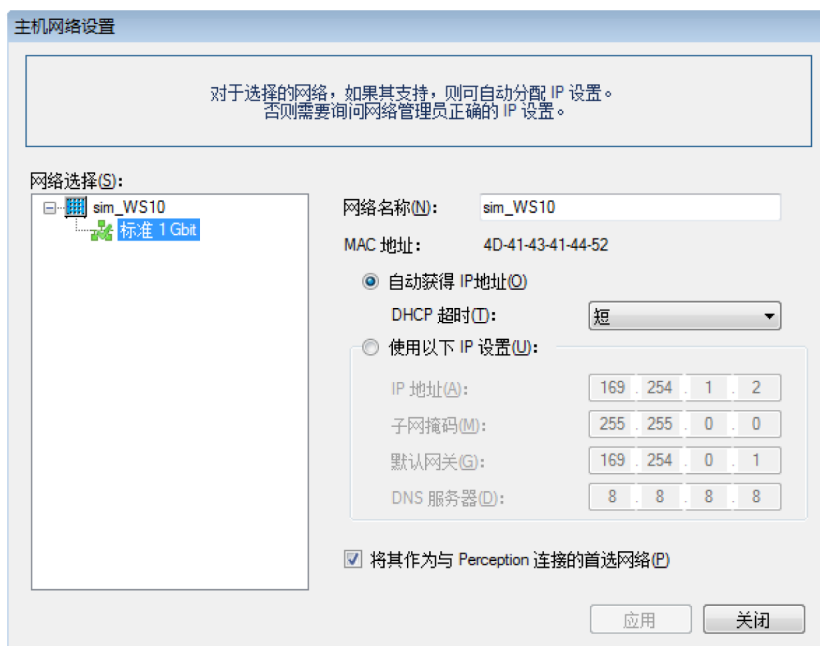 主机网络设置
对于选择的网络，如果其支持，则可自动分配 IP 设置。
否则需要询问网络管理员正确的 IP 设置。
网络选择(S)：
sim_WS10
标准 1 Gbit
网络名称(N)： sim_WS10
MAC 地址： 4D-41-43-41-44-52
自动获得 IP地址(O)
DHCP 超时(T)： 短
使用以下 IP 设置(U)：
IP 地址(A)： 169 . 254 . 1 . 2
子网掩码(M)： 255 . 255 . 0 . 0
默认网关(G)： 169 . 254 . 0 . 1
DNS 服务器(D)： 8 . 8 . 8 . 8
将其作为与 Perception 连接的首选网络(P)
应用 关闭